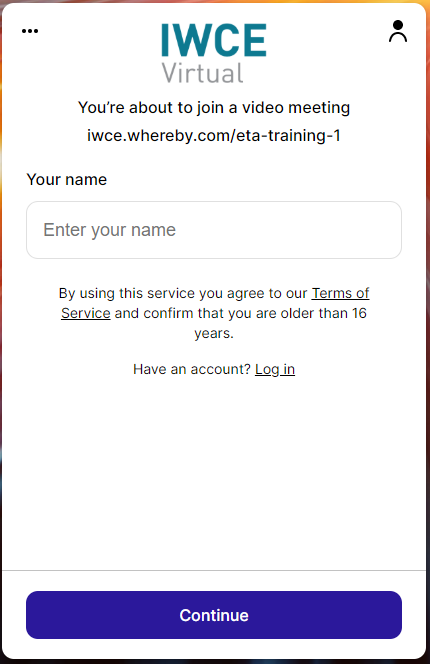 IWCE
Virtual
You’re about to join a video meeting
iwce.whereby.com/eta-training-1
Your name
Enter your name
By using this service you agree to our Terms of
Service and confirm that you are older than 16
years.
Have an account? Log in
Continue